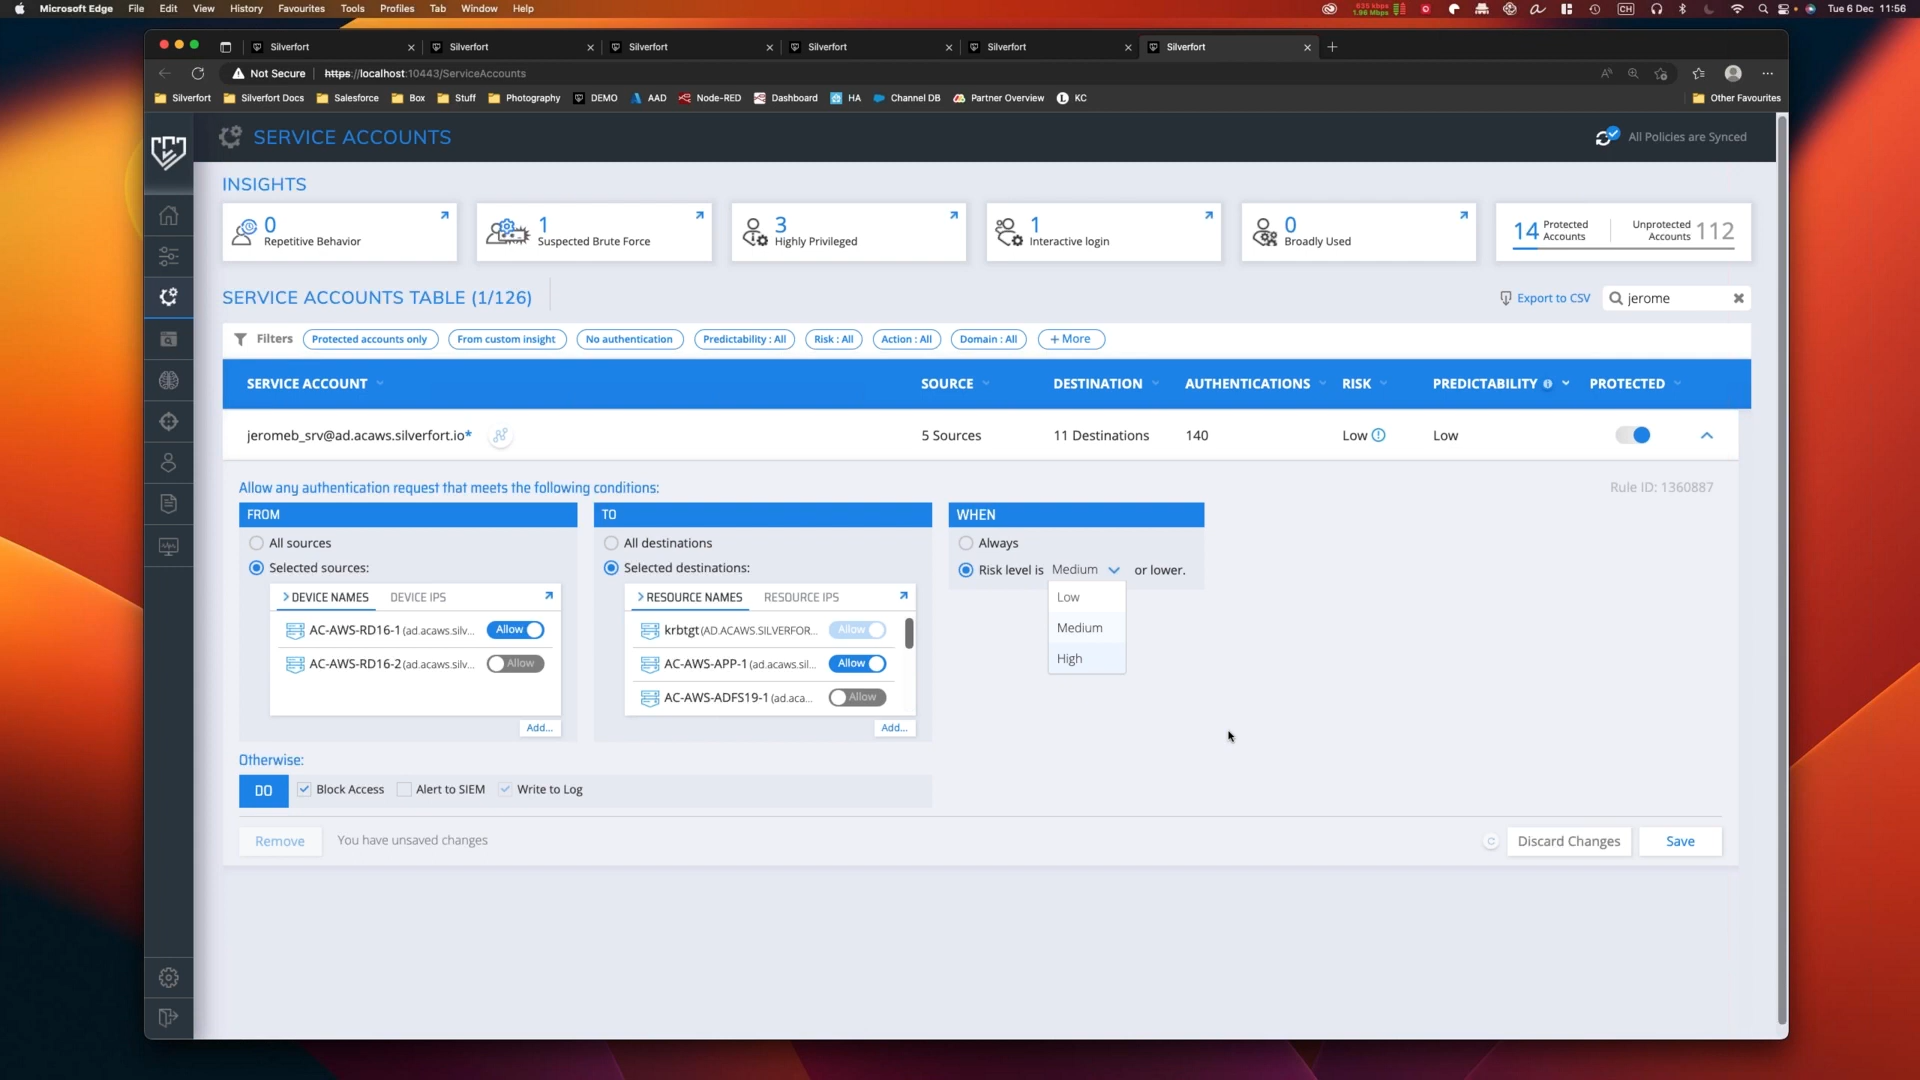 Microsoft Edge File Edit View History Favourites Tools Profiles Tab Window Help
CH
Tue 6 Dec 11:56
Silverfort
Silverfort
Silverfort
Silverfort
Silverfort
Silverfort
Not Secure https://localhost:10443/ServiceAccounts
Silverfort Silverfort Docs Salesforce Box Stuff Photography DEMO AAD Node-RED Dashboard HA Channel DB Partner Overview KC Other Favourites
SERVICE ACCOUNTS
All Policies are Synced
INSIGHTS
0 Repetitive Behavior
1 Suspected Brute Force
3 Highly Privileged
1 Interactive login
0 Broadly Used
14 Protected Accounts
Unprotected Accounts 112
SERVICE ACCOUNTS TABLE (1/126)
Export to CSV
jerome
Filters Protected accounts only From custom insight No authentication Predictability : All Risk : All Action : All Domain : All + More
SERVICE ACCOUNT SOURCE DESTINATION AUTHENTICATIONS RISK PREDICTABILITY PROTECTED
jeromeb_srv@ad.acaws.silverfort.io* 5 Sources 11 Destinations 140 Low Low
Allow any authentication request that meets the following conditions:
Rule ID: 1360887
FROM
All sources
Selected sources:
DEVICE NAMES DEVICE IPS
AC-AWS-RD16-1 (ad.acaws.silv... Allow
AC-AWS-RD16-2 (ad.acaws.silv... Allow
Add...
TO
All destinations
Selected destinations:
RESOURCE NAMES RESOURCE IPS
krbtgt (AD.ACAWS.SILVERFOR... Allow
AC-AWS-APP-1 (ad.acaws.sil... Allow
AC-AWS-ADFS19-1 (ad.aca... Allow
Add...
WHEN
Always
Risk level is Medium or lower.
Low
Medium
High
Otherwise:
DO Block Access Alert to SIEM Write to Log
Remove You have unsaved changes
Discard Changes Save